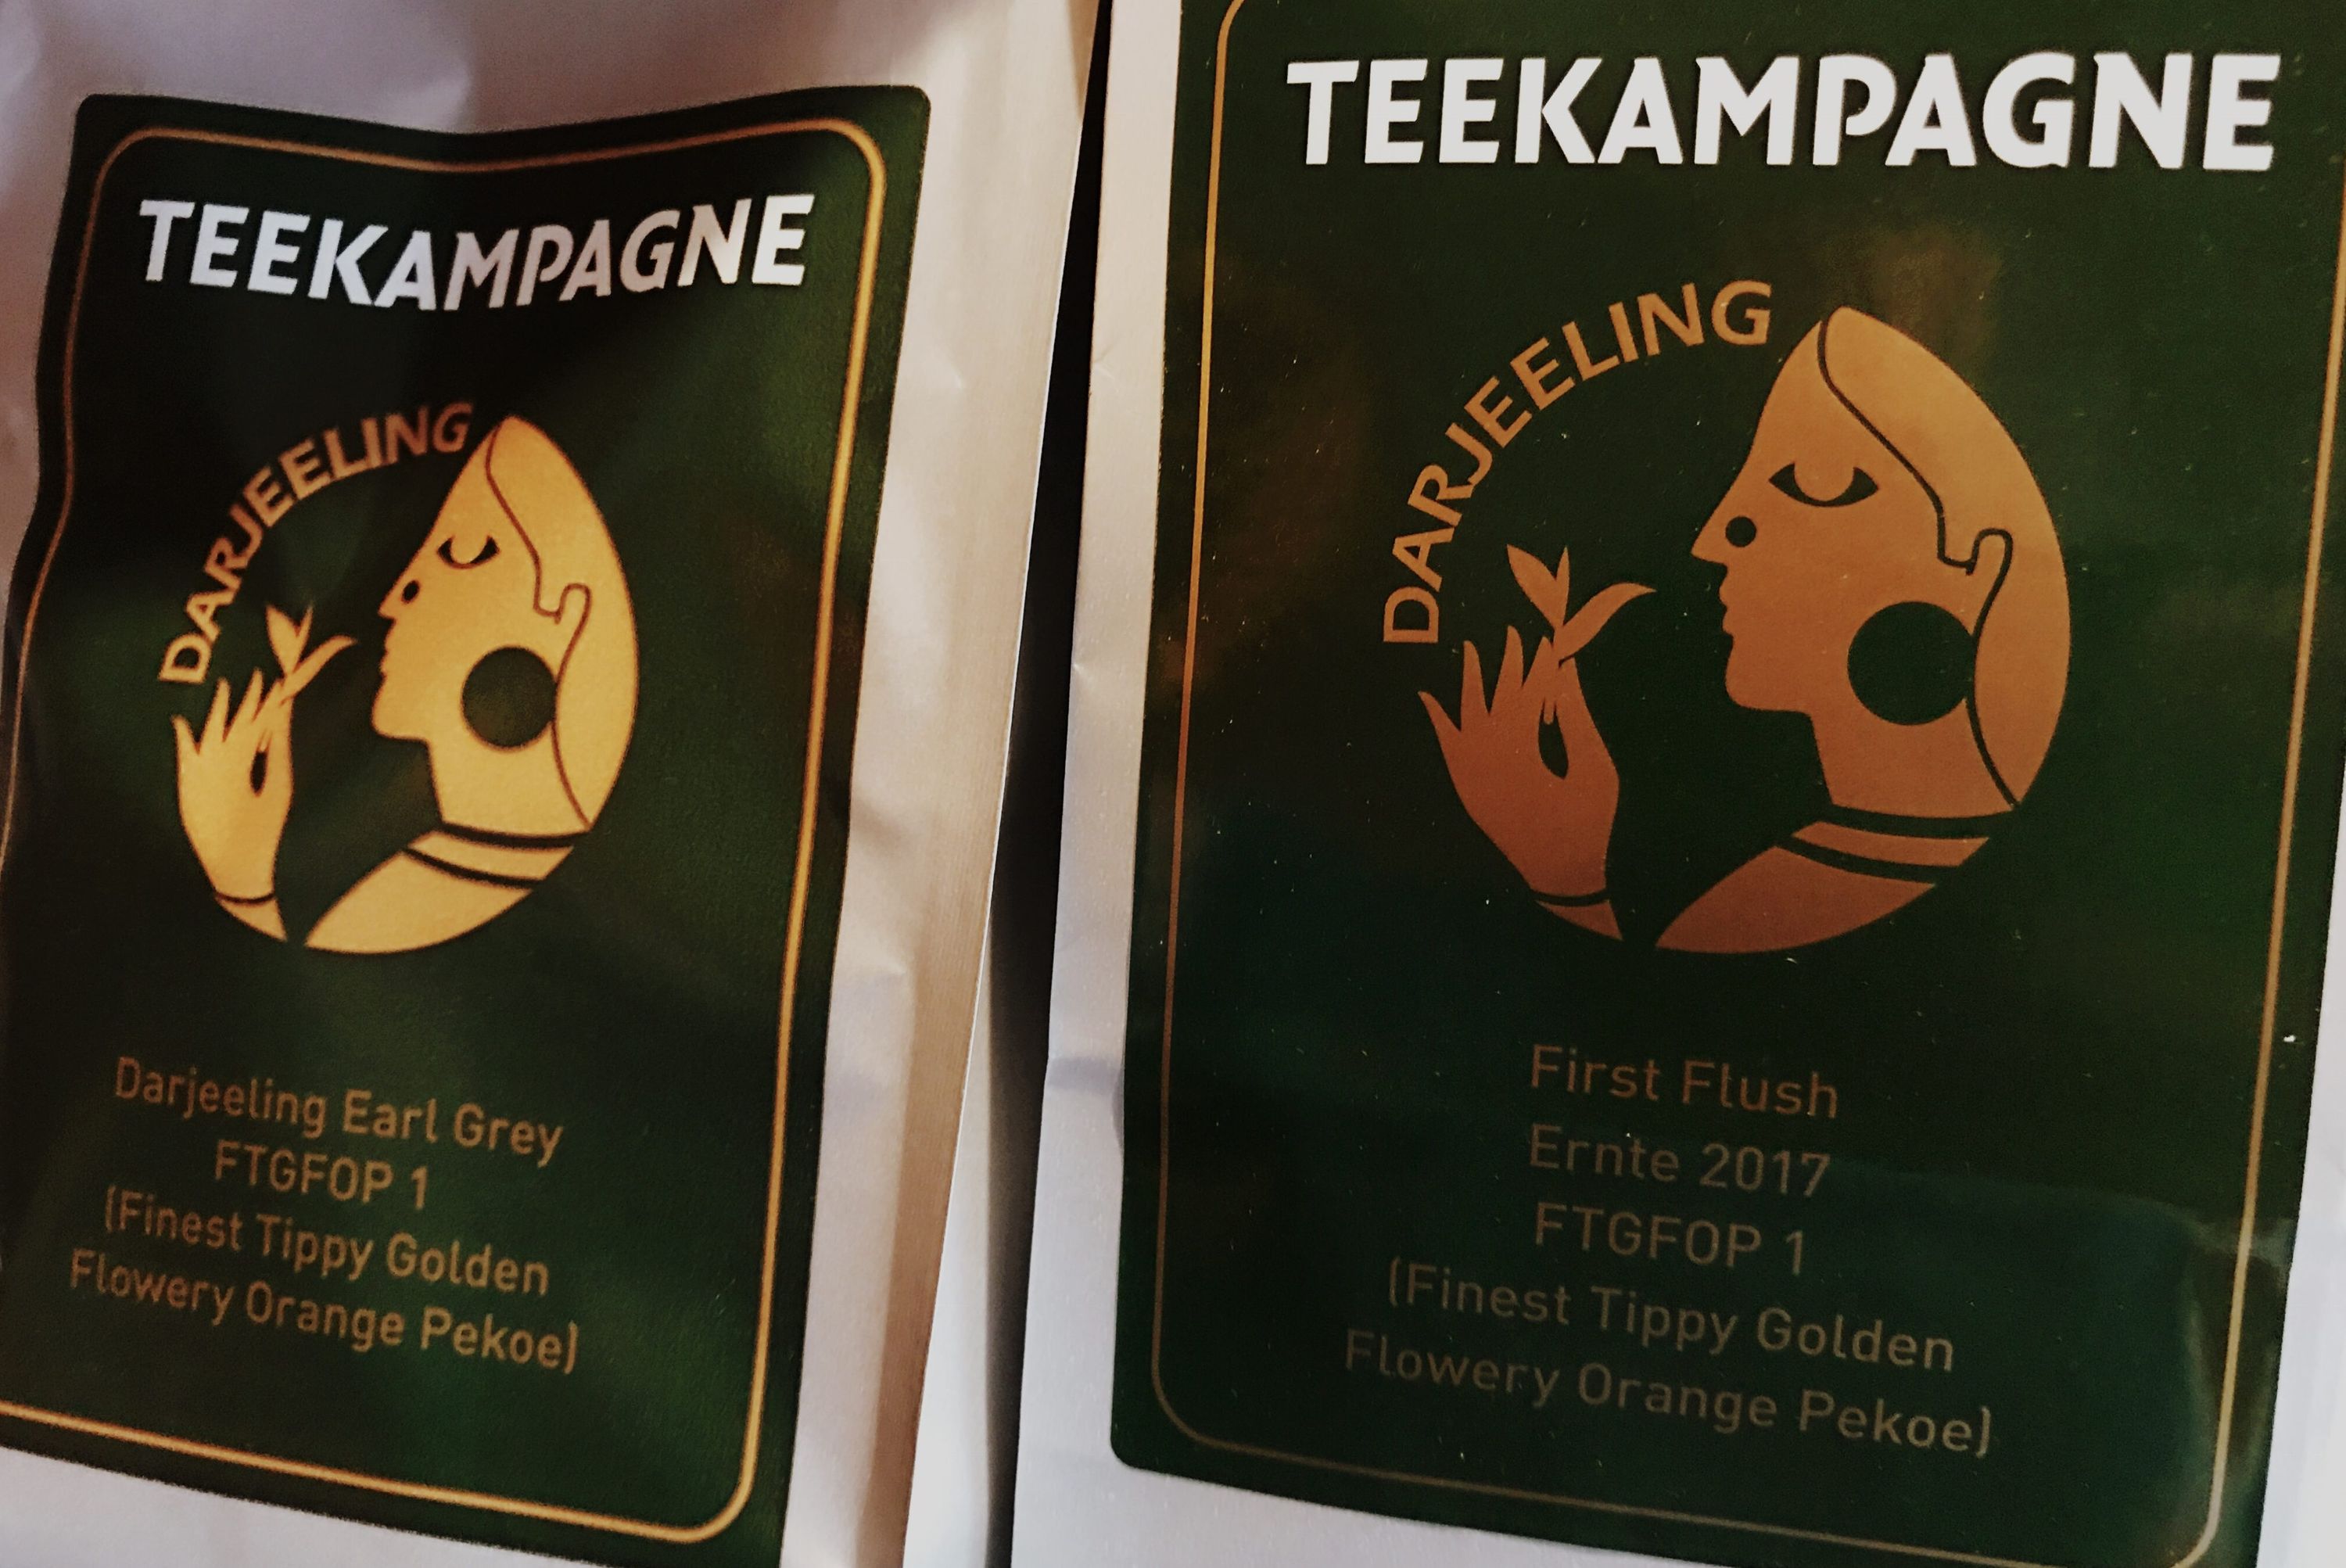 TEEKAMPAGNE
DARJEELING
Darjeeling Earl Grey
FTGFOP 1
(Finest Tippy Golden
Flowery Orange Pekoe)
TEEKAMPAGNE
DARJEELING
First Flush
Ernte 2017
FTGFOP 1
(Finest Tippy Golden
Flowery Orange Pekoe)